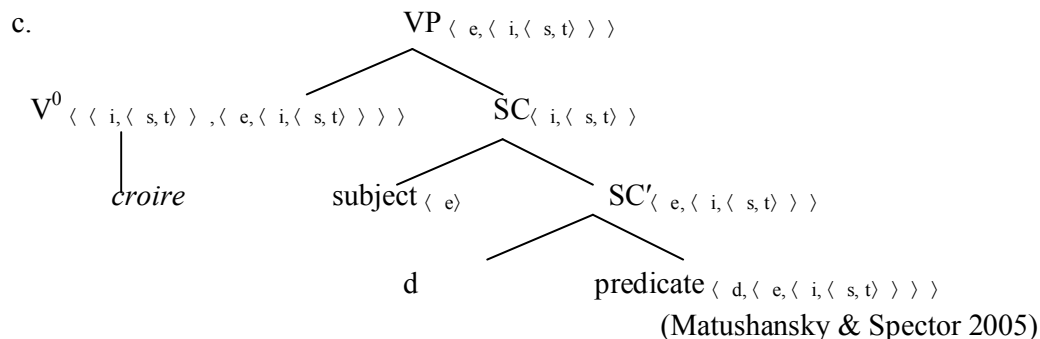 c. VP ⟨ e,⟨ i,⟨ s, t⟩ ⟩ ⟩
V⁰ ⟨ ⟨ i,⟨ s, t⟩ ⟩ ,⟨ e,⟨ i,⟨ s, t⟩ ⟩ ⟩ ⟩ SC⟨ i,⟨ s, t⟩ ⟩
croire subject ⟨ e⟩ SC′⟨ e,⟨ i,⟨ s, t⟩ ⟩ ⟩
d predicate ⟨ d,⟨ e,⟨ i,⟨ s, t⟩ ⟩ ⟩ ⟩
(Matushansky & Spector 2005)